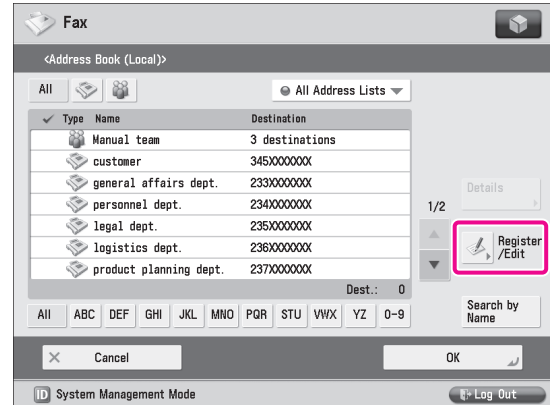 Fax
<Address Book (Local)>
All
All Address Lists
Type Name Destination
Manual team 3 destinations
customer 345XXXXXXX
general affairs dept. 233XXXXXXX
personnel dept. 234XXXXXXX
legal dept. 235XXXXXXX
logistics dept. 236XXXXXXX
product planning dept. 237XXXXXXX
Details
1/2
Register
/Edit
Dest.: 0
All ABC DEF GHI JKL MNO PQR STU VWX YZ 0-9
Search by
Name
Cancel OK
ID System Management Mode Log Out